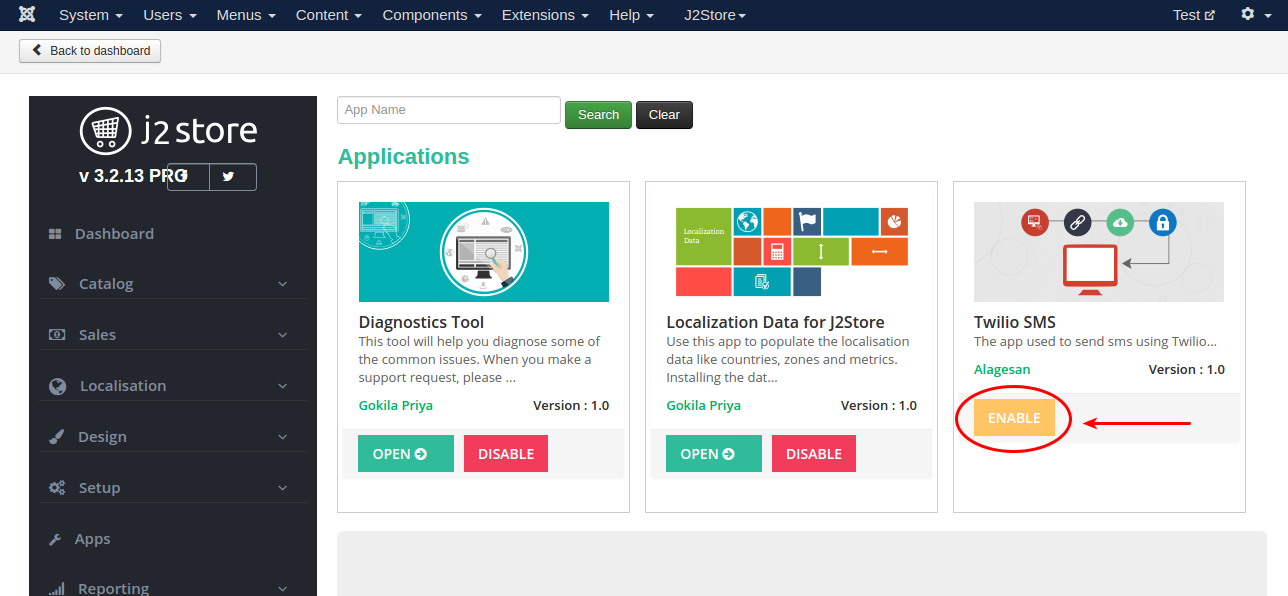 System Users Menus Content Components Extensions Help J2Store Test
Back to dashboard
j2store
v 3.2.13 PRO
Dashboard
Catalog
Sales
Localisation
Design
Setup
Apps
Reporting
App Name Search Clear
Applications
Diagnostics Tool
This tool will help you diagnose some of
the common issues. When you make a
support request, please ...
Gokila Priya Version : 1.0
OPEN DISABLE
Localization
Data
Localization Data for J2Store
Use this app to populate the localisation
data like countries, zones and metrics.
Installing the dat...
Gokila Priya Version : 1.0
OPEN DISABLE
Twilio SMS
The app used to send sms using Twilio...
Alagesan Version : 1.0
ENABLE